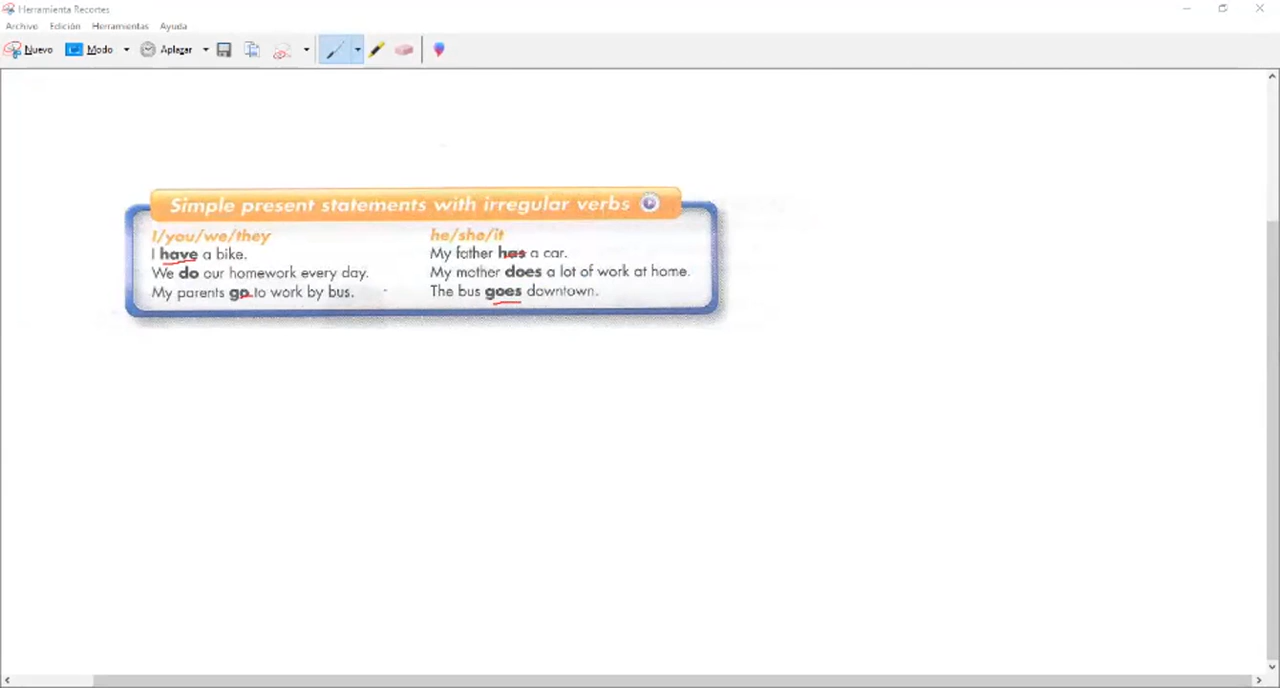 Herramienta Recortes
Archivo Edición Herramientas Ayuda
Nuevo Modo Aplazar
Simple present statements with irregular verbs
I/you/we/they
I have a bike.
We do our homework every day.
My parents go to work by bus.
he/she/it
My father has a car.
My mother does a lot of work at home.
The bus goes downtown.